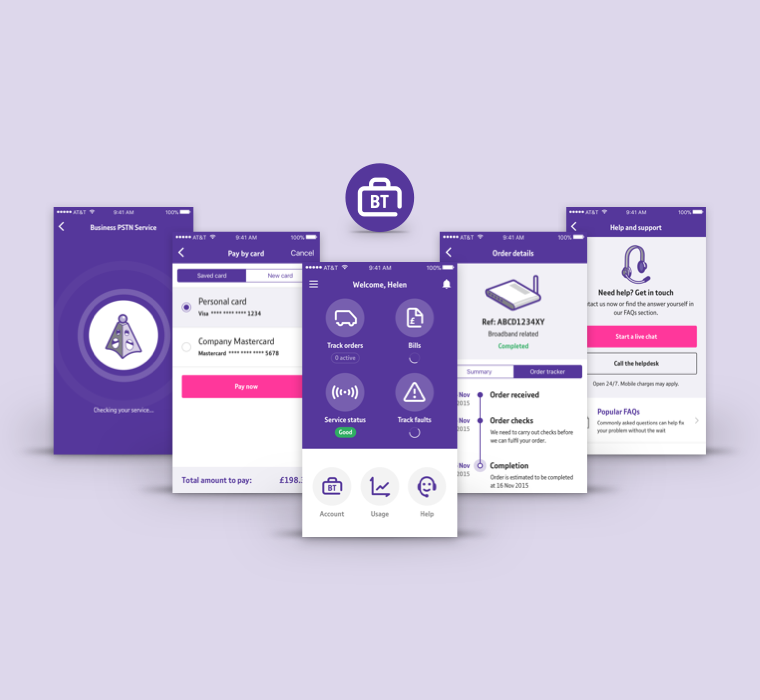 BT
AT&T 9:41 AM 100%
Business PSTN Service
Checking your service...
AT&T 9:41 AM 100%
Pay by card Cancel
Saved card New card
Personal card
Visa **** **** **** 1234
Company Mastercard
Mastercard **** **** **** 5678
Pay now
Total amount to pay: £198.
AT&T 9:41 AM 100%
Welcome, Helen
Track orders Bills
0 active
Service status Track faults
Good
BT
Account Usage Help
9:41 AM 100%
Order details
Ref: ABCD1234XY
Broadband related
Completed
Summary Order tracker
Nov Order received
2015
Nov Order checks
2015 We need to carry out checks before
we can fulfil your order.
Nov Completion
2015 Order is estimated to be completed
at 16 Nov 2015
AT&T 9:41 AM 100%
Help and support
Need help? Get in touch
tact us now or find the answer yourself in
our FAQs section.
Start a live chat
Call the helpdesk
Open 24/7. Mobile charges may apply.
Popular FAQs
Commonly asked questions can help fix
your problem without the wait